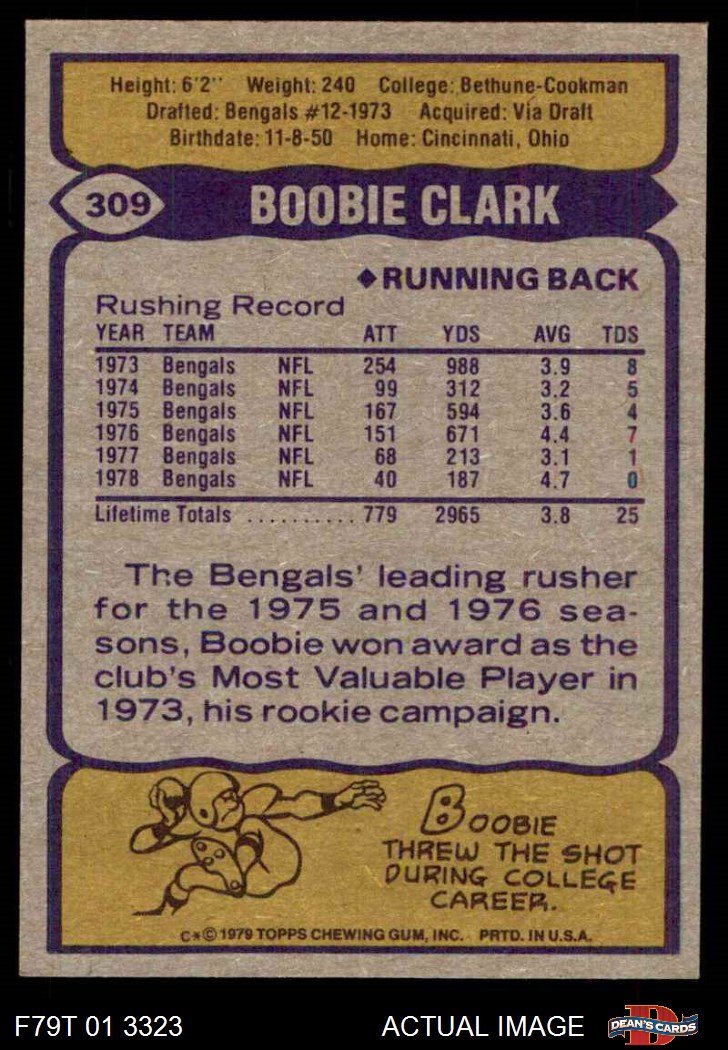 Height: 6'2" Weight: 240 College: Bethune-Cookman
Drafted: Bengals #12-1973 Acquired: Via Draft
Birthdate: 11-8-50 Home: Cincinnati, Ohio
309 BOOBIE CLARK
◆RUNNING BACK
Rushing Record
YEAR TEAM ATT YDS AVG TDS
1973 Bengals NFL 254 988 3.9 8
1974 Bengals NFL 99 312 3.2 5
1975 Bengals NFL 167 594 3.6 4
1976 Bengals NFL 151 671 4.4 7
1977 Bengals NFL 68 213 3.1 1
1978 Bengals NFL 40 187 4.7 0
Lifetime Totals .......... 779 2965 3.8 25
The Bengals' leading rusher
for the 1975 and 1976 sea-
sons, Boobie won award as the
club's Most Valuable Player in
1973, his rookie campaign.
BOOBIE
THREW THE SHOT
DURING COLLEGE
CAREER.
C*© 1979 TOPPS CHEWING GUM, INC. PRTD. IN U.S.A.
F79T 01 3323 ACTUAL IMAGE DEAN'S CARDS